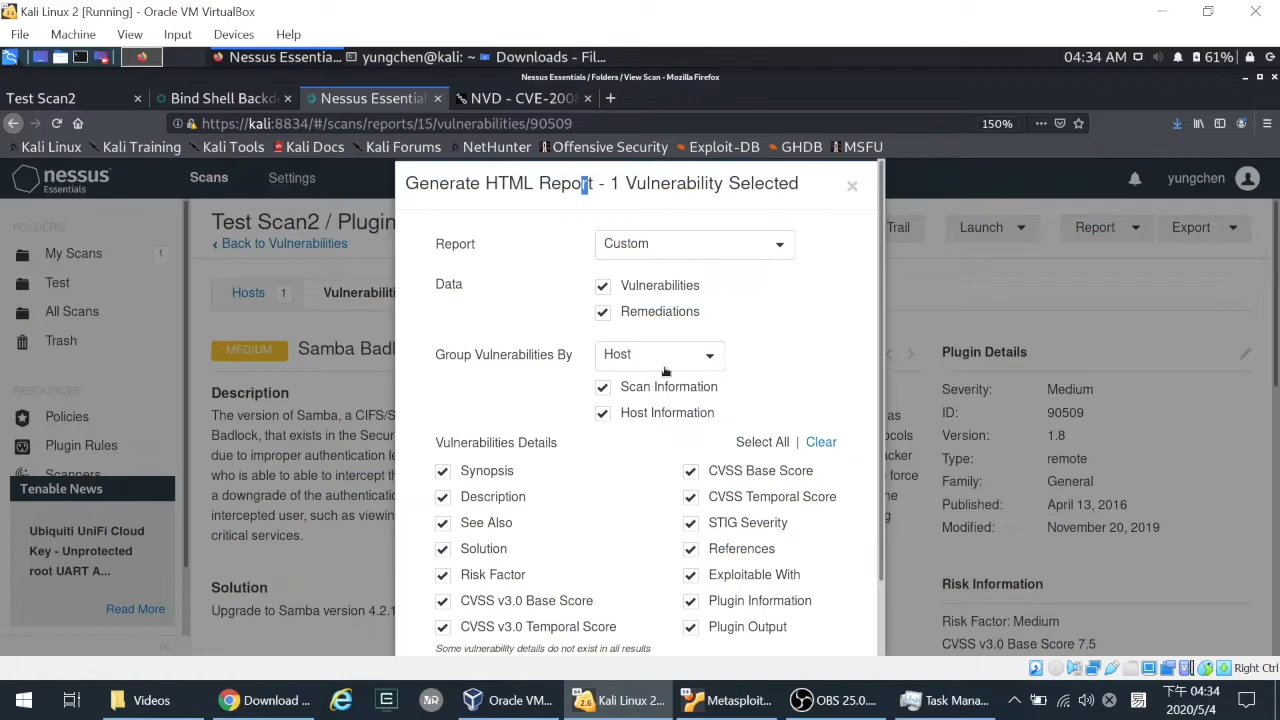 Kali Linux 2 [Running] - Oracle VM VirtualBox
File Machine View Input Devices Help
Nessus Essentia... yungchen@kali: ~ Downloads - Fil... 04:34 AM 61%
Nessus Essentials / Folders / View Scan - Mozilla Firefox
Test Scan2 × Bind Shell Backd × Nessus Essential × NVD - CVE-200 × +
https://kali:8834/#/scans/reports/15/vulnerabilities/90509 150%
Kali Linux Kali Training Kali Tools Kali Docs Kali Forums NetHunter Offensive Security Exploit-DB GHDB MSFU
nessus
Essentials
Scans Settings yungchen
FOLDERS
My Scans 1
Test
All Scans
Trash
RESOURCES
Policies
Plugin Rules
Scanners
Tenable News
Ubiquiti UniFi Cloud
Key - Unprotected
root UART A...
Read More
Test Scan2 / Plugin
Back to Vulnerabilities
Trail Launch Report Export
Hosts 1 Vulnerabiliti
MEDIUM Samba Badl
Description
The version of Samba, a CIFS/S as
Badlock, that exists in the Secur ocols
due to improper authentication le acker
who is able to able to intercept t force
a downgrade of the authenticatio
intercepted user, such as viewin
critical services.
Solution
Upgrade to Samba version 4.2.1
Generate HTML Report - 1 Vulnerability Selected ×
Report Custom
Data Vulnerabilities
Remediations
Group Vulnerabilities By Host
Scan Information
Host Information
Vulnerabilities Details Select All | Clear
Synopsis CVSS Base Score
Description CVSS Temporal Score
See Also STIG Severity
Solution References
Risk Factor Exploitable With
CVSS v3.0 Base Score Plugin Information
CVSS v3.0 Temporal Score Plugin Output
Some vulnerability details do not exist in all results
Plugin Details
Severity: Medium
ID: 90509
Version: 1.8
Type: remote
Family: General
Published: April 13, 2016
Modified: November 20, 2019
Risk Information
Risk Factor: Medium
CVSS v3.0 Base Score 7.5
Right Ctrl
Videos Download ... Oracle VM... Kali Linux 2... Metasploit... OBS 25.0.... Task Mana... 下午 04:34
2020/5/4